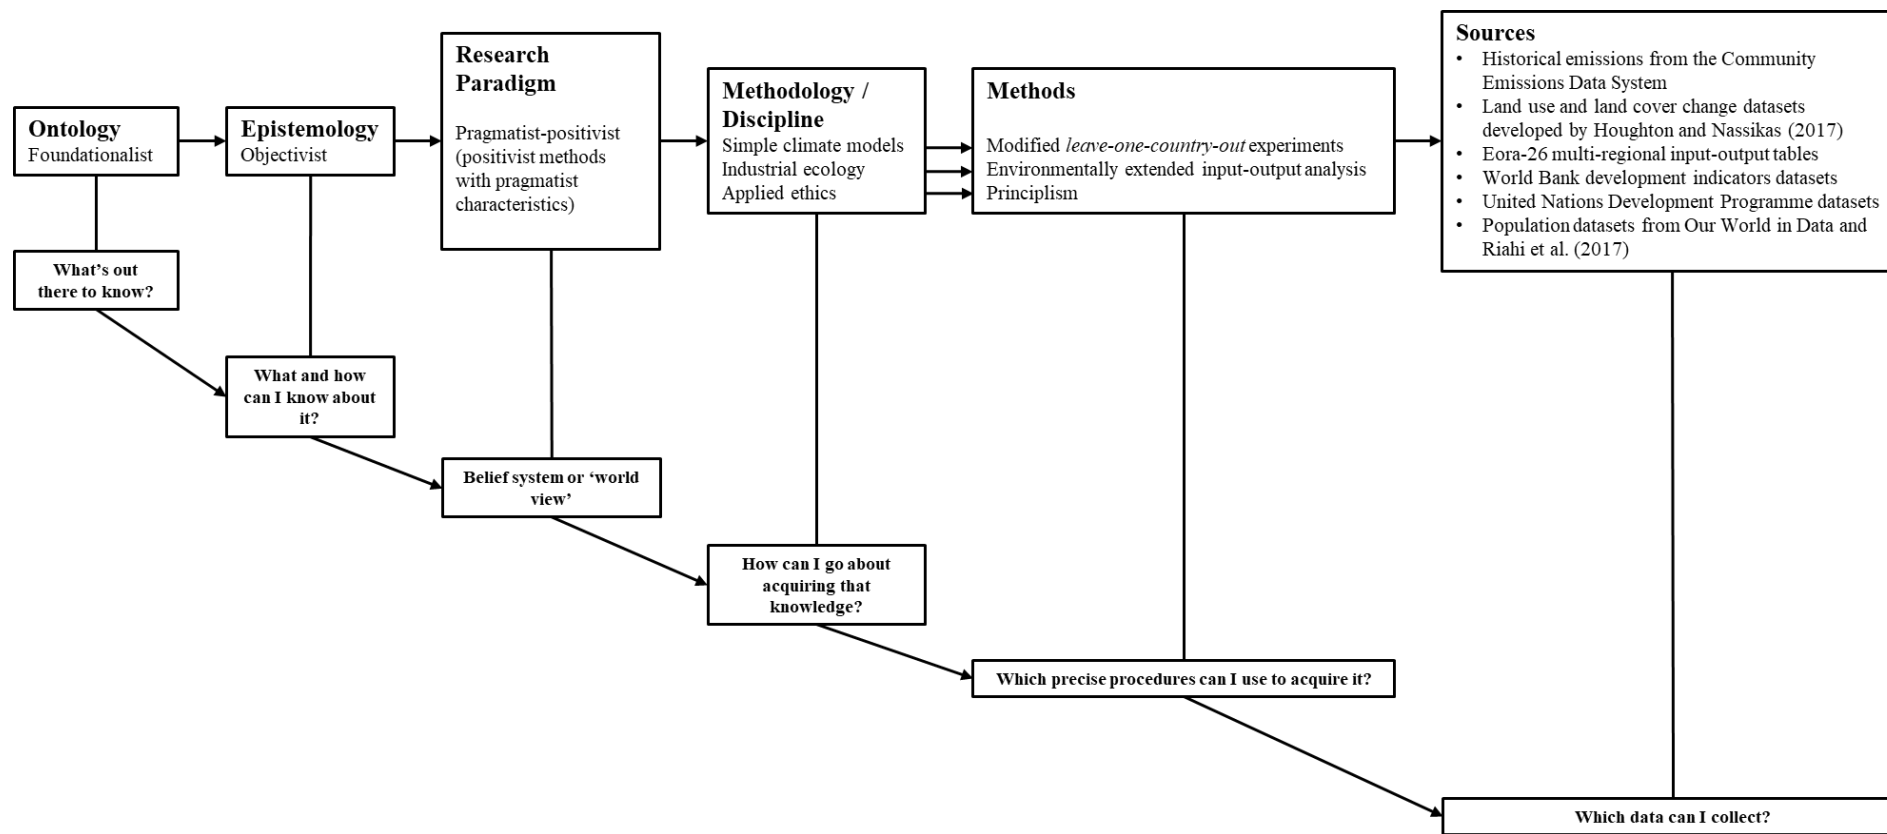 Ontology
Foundationalist
Epistemology
Objectivist
Research
Paradigm
Pragmatist-positivist
(positivist methods
with pragmatist
characteristics)
Methodology /
Discipline
Simple climate models
Industrial ecology
Applied ethics
Methods
Modified leave-one-country-out experiments
Environmentally extended input-output analysis
Principlism
Sources
• Historical emissions from the Community
Emissions Data System
• Land use and land cover change datasets
developed by Houghton and Nassikas (2017)
• Eora-26 multi-regional input-output tables
• World Bank development indicators datasets
• United Nations Development Programme datasets
• Population datasets from Our World in Data and
Riahi et al. (2017)
What’s out
there to know?
What and how
can I know about
it?
Belief system or ‘world
view’
How can I go about
acquiring that
knowledge?
Which precise procedures can I use to acquire it?
Which data can I collect?